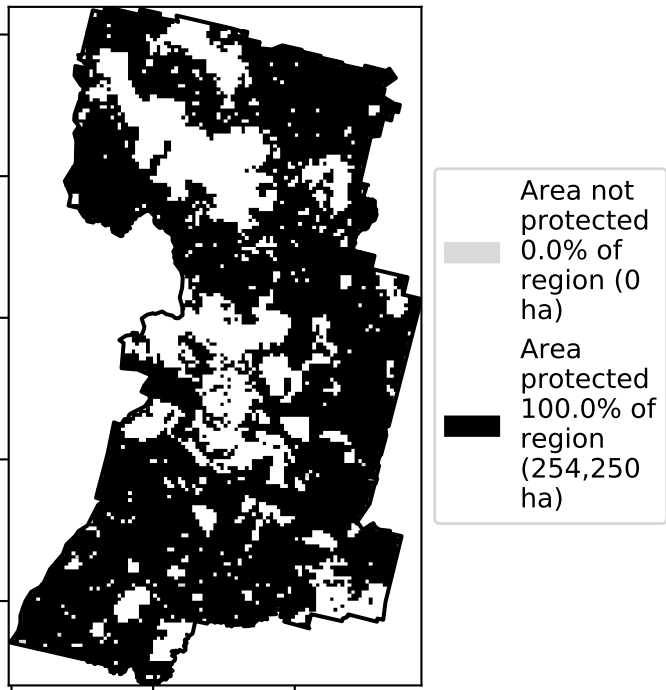 Area not
protected
0.0% of
region (0
ha)
Area
protected
100.0% of
region
(254,250
ha)